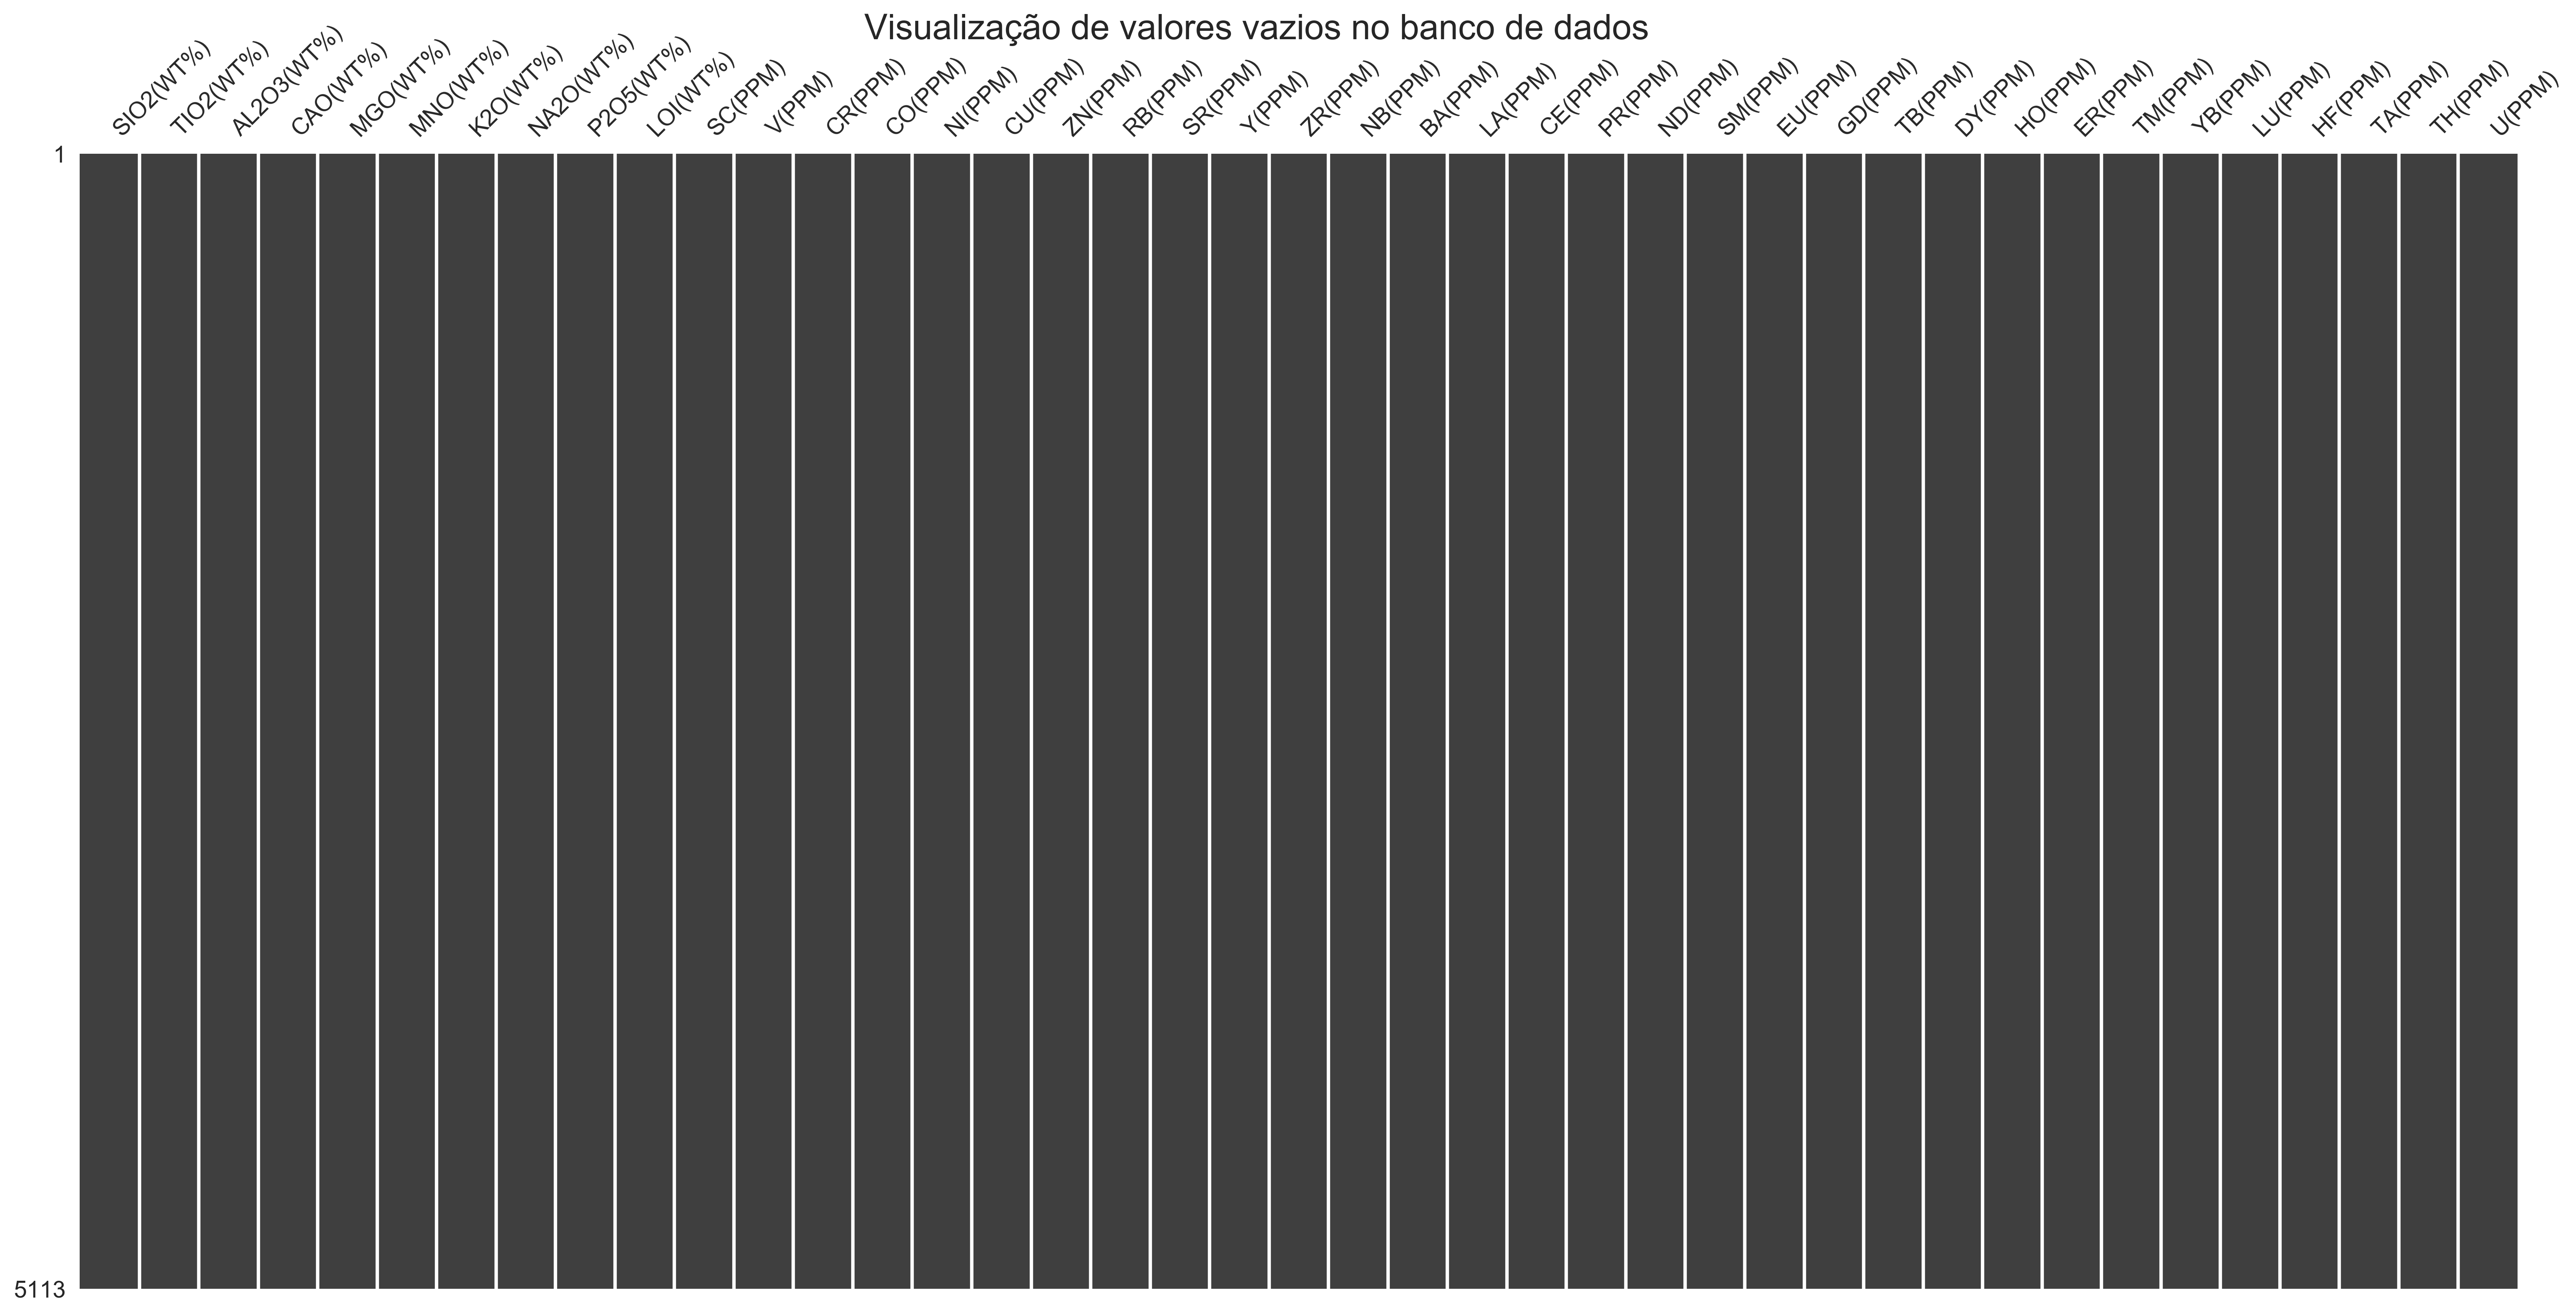 Visualização de valores vazios no banco de dados
SIO2(WT%)
TIO2(WT%)
AL2O3(WT%)
CAO(WT%)
MGO(WT%)
MNO(WT%)
K2O(WT%)
NA2O(WT%)
P2O5(WT%)
LOI(WT%)
SC(PPM)
V(PPM)
CR(PPM)
CO(PPM)
NI(PPM)
CU(PPM)
ZN(PPM)
RB(PPM)
SR(PPM)
Y(PPM)
ZR(PPM)
NB(PPM)
BA(PPM)
LA(PPM)
CE(PPM)
PR(PPM)
ND(PPM)
SM(PPM)
EU(PPM)
GD(PPM)
TB(PPM)
DY(PPM)
HO(PPM)
ER(PPM)
TM(PPM)
YB(PPM)
LU(PPM)
HF(PPM)
TA(PPM)
TH(PPM)
U(PPM)
1
5113